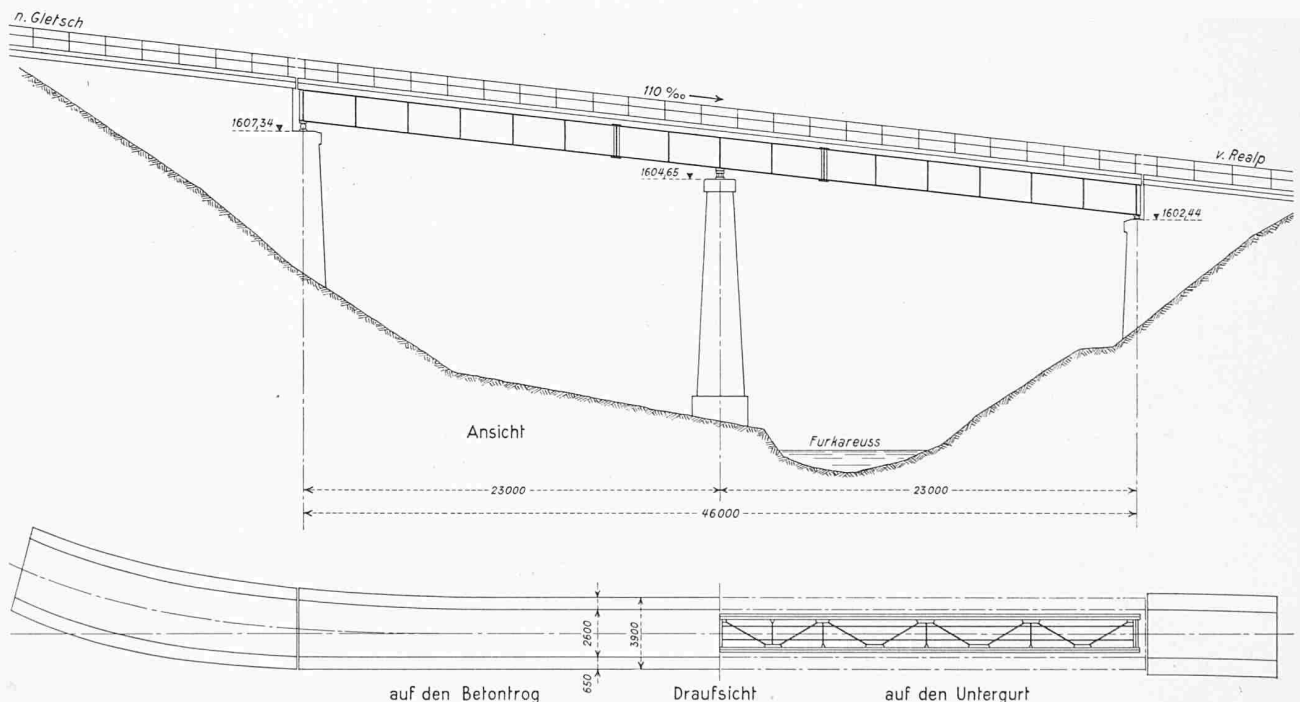 n. Gletsch
110 ‰
1607,34
v. Realp
1604,65
1602,44
Ansicht
Furkareuss
23000
23000
46000
2600
3900
650
auf den Betontrog
Draufsicht
auf den Untergurt